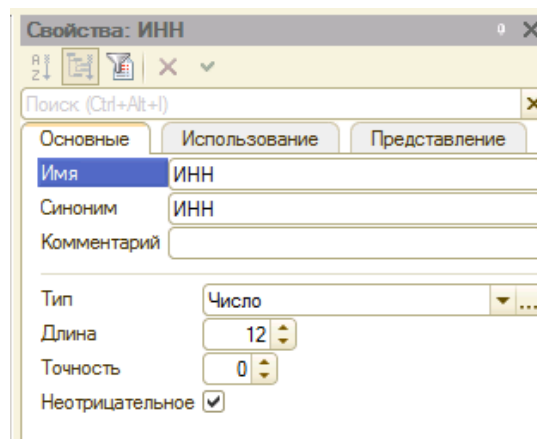 Свойства: ИНН
Поиск (Ctrl+Alt+I)
Основные Использование Представление
Имя ИНН
Синоним ИНН
Комментарий
Тип Число ...
Длина 12
Точность 0
Неотрицательное